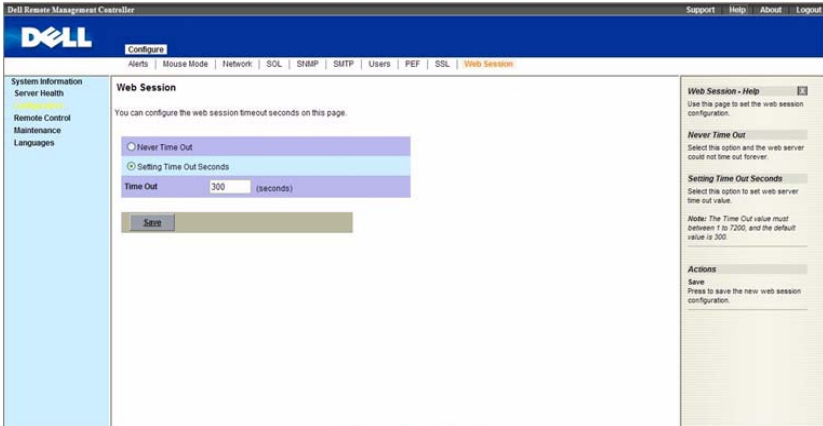 Dell Remote Management Controller
Support | Help | About | Logout
DELL
Configure
Alerts | Mouse Mode | Network | SOL | SNMP | SMTP | Users | PEF | SSL | Web Session
System Information
Server Health
Remote Control
Maintenance
Languages
Web Session
You can configure the web session timeout seconds on this page.
Never Time Out
Setting Time Out Seconds
Time Out 300 (seconds)
Save
Web Session - Help [X]
Use this page to set the web session
configuration.
Never Time Out
Select this option and the web server
could not time out forever.
Setting Time Out Seconds
Select this option to set web server
time out value.
Note: The Time Out value must
between 1 to 7200, and the default
value is 300.
Actions
Save
Press to save the new web session
configuration.